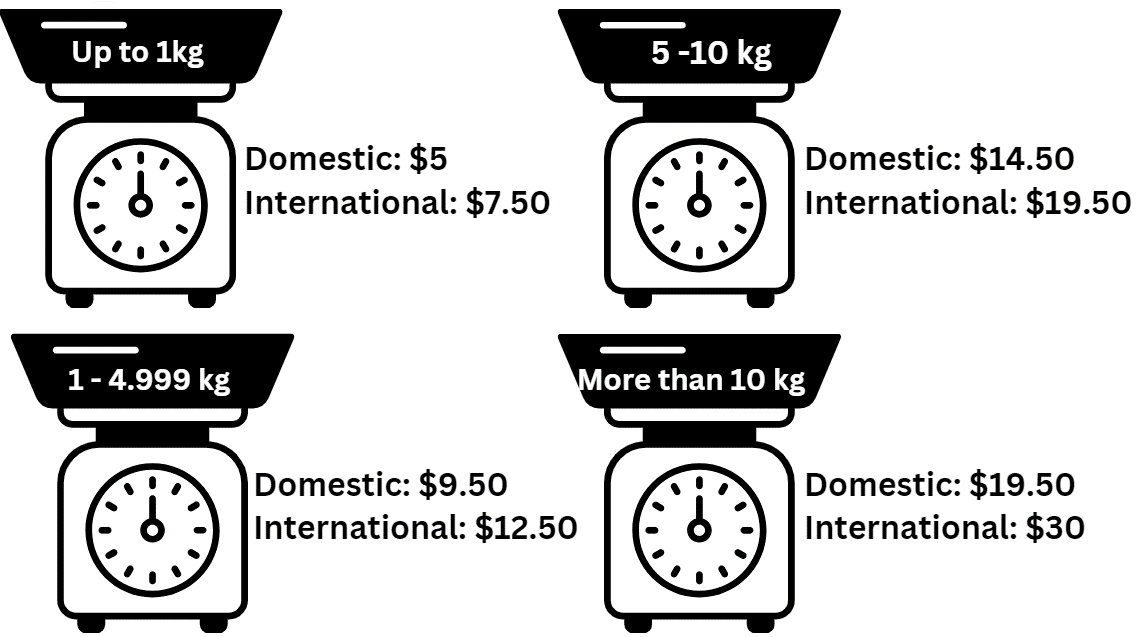 Up to 1kg
Domestic: $5
International: $7.50
5 -10 kg
Domestic: $14.50
International: $19.50
1 - 4.999 kg
Domestic: $9.50
International: $12.50
More than 10 kg
Domestic: $19.50
International: $30